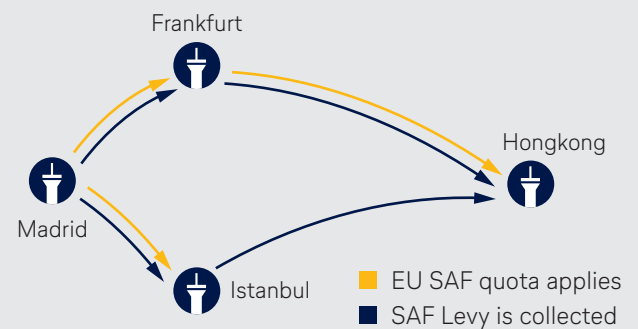 Frankfurt
Hongkong
Madrid
Istanbul
EU SAF quota applies
SAF Levy is collected